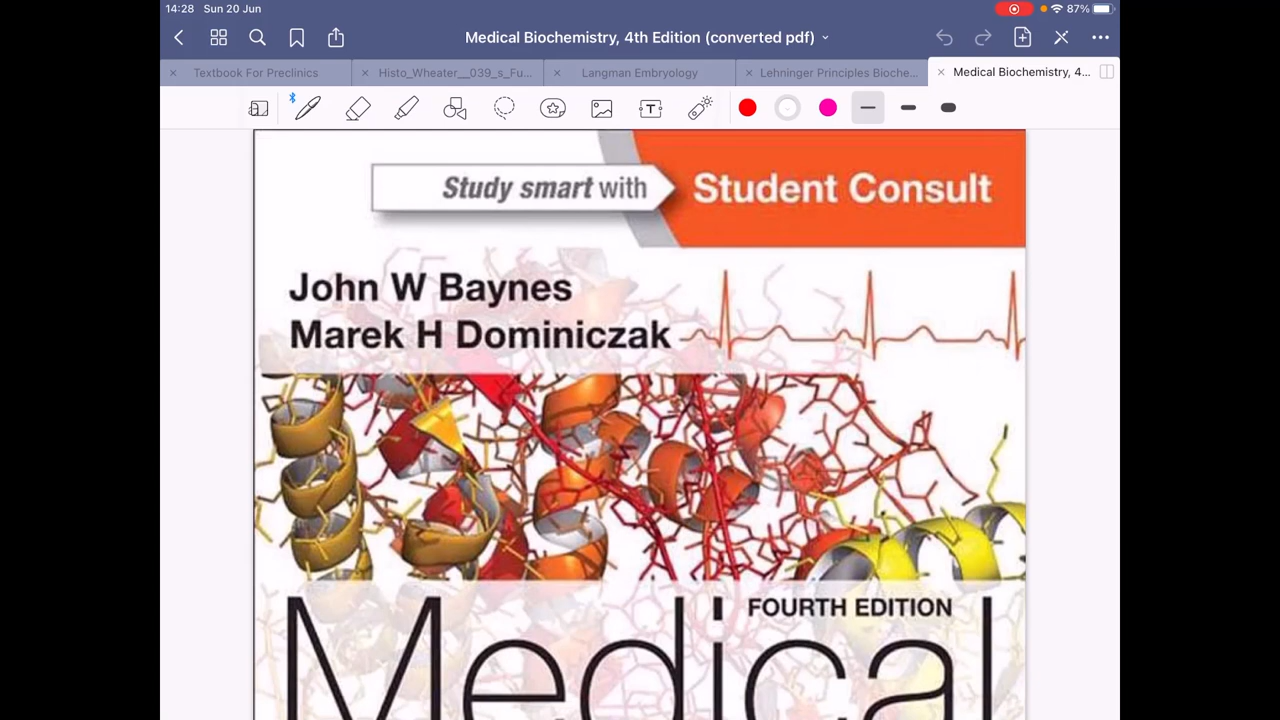 14:28 Sun 20 Jun 87%
Medical Biochemistry, 4th Edition (converted pdf)
Textbook For Preclinics Histo_Wheater__039_s_Fu... Langman Embryology Lehninger Principles Bioche... Medical Biochemistry, 4...
T
Study smart with Student Consult
John W Baynes
Marek H Dominiczak
FOURTH EDITION
Medical